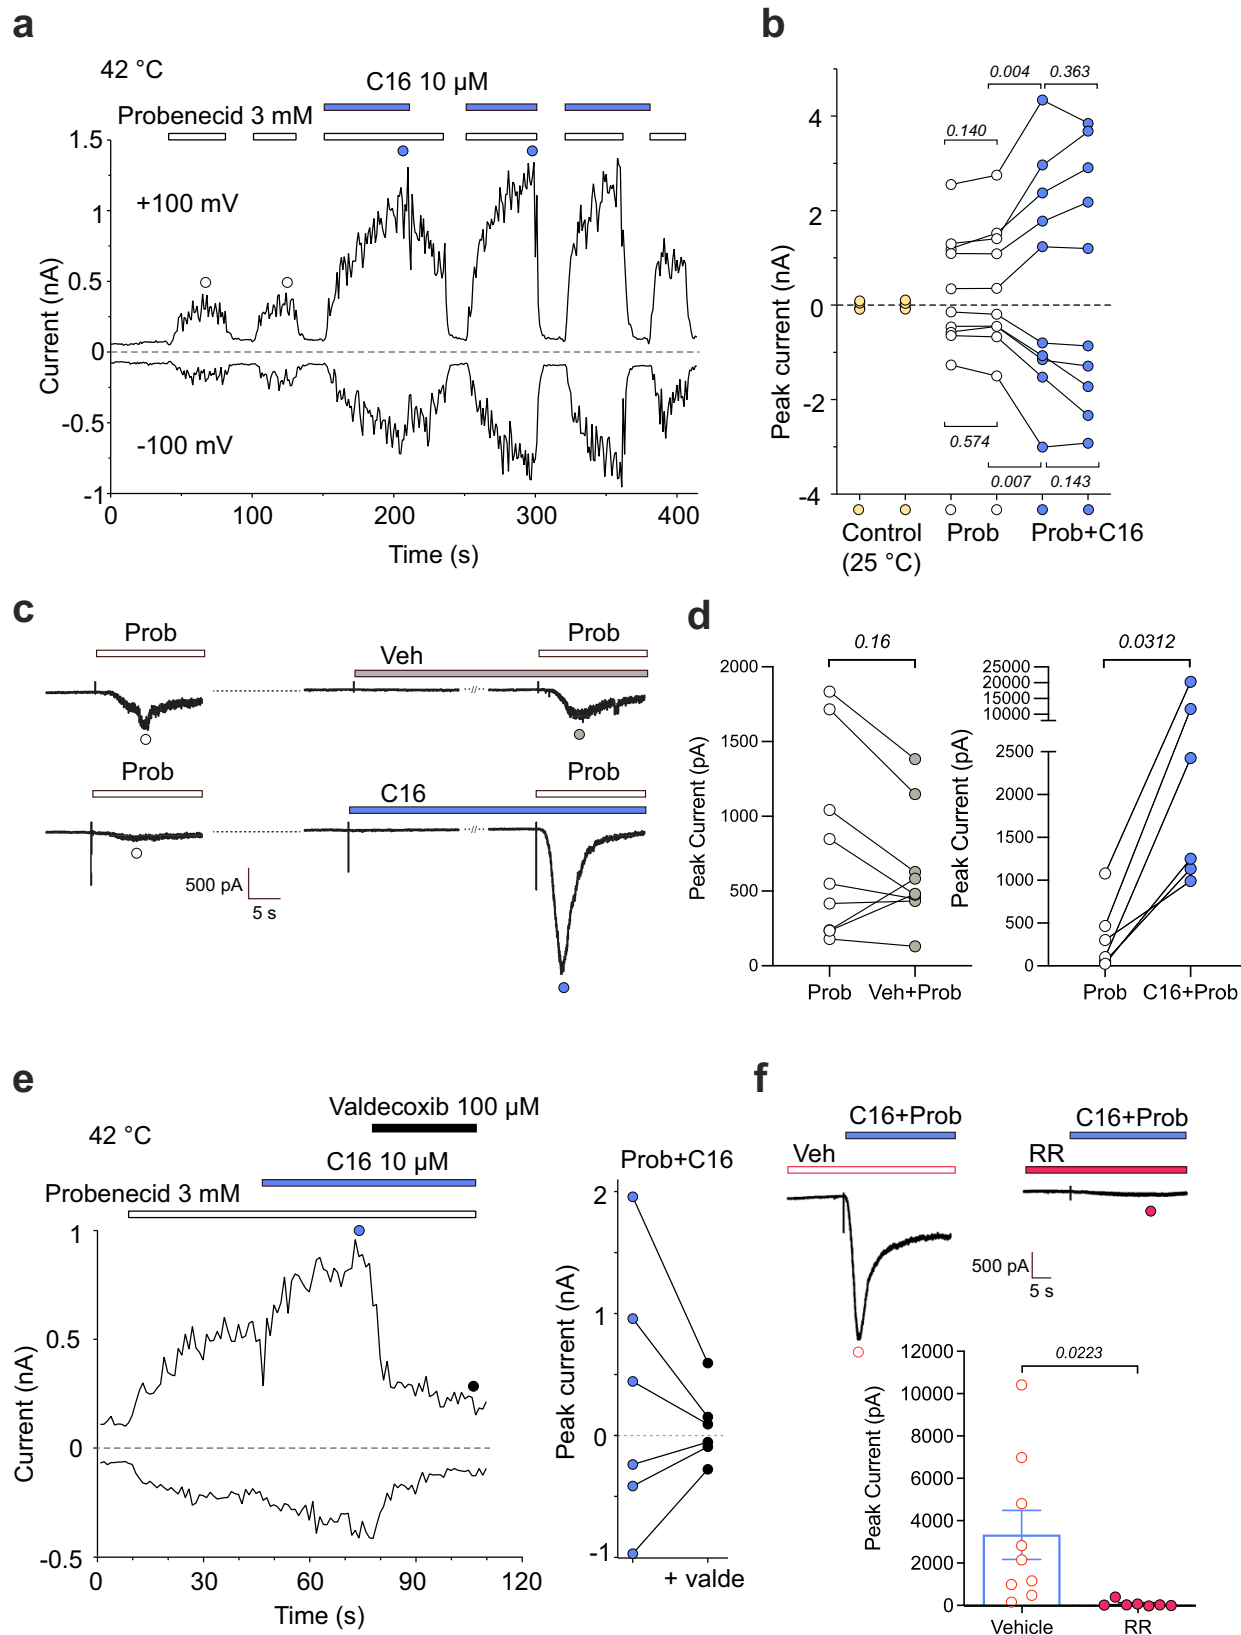 a
42 °C
C16 10 µM
Probenecid 3 mM
1.5
1
0.5
0
-0.5
-1
+100 mV
-100 mV
Current (nA)
0
100
200
300
400
Time (s)
b
0.004
0.363
0.140
4
2
0
-2
-4
Peak current (nA)
0.574
0.007
0.143
Control
(25 °C)
Prob
Prob+C16
c
Prob
Prob
Veh
Prob
Prob
C16
500 pA
5 s
d
0.16
2000
1500
1000
500
0
Peak Current (pA)
Prob
Veh+Prob
0.0312
25000
20000
15000
10000
2500
2000
1500
1000
500
0
Peak Current (pA)
Prob
C16+Prob
e
Valdecoxib 100 µM
42 °C
C16 10 µM
Probenecid 3 mM
1
0.5
0
-0.5
Current (nA)
0
30
60
90
120
Time (s)
Prob+C16
2
1
0
-1
Peak current (nA)
+ valde
f
C16+Prob
Veh
C16+Prob
RR
500 pA
5 s
0.0223
12000
10000
8000
6000
4000
2000
0
Peak Current (pA)
Vehicle
RR